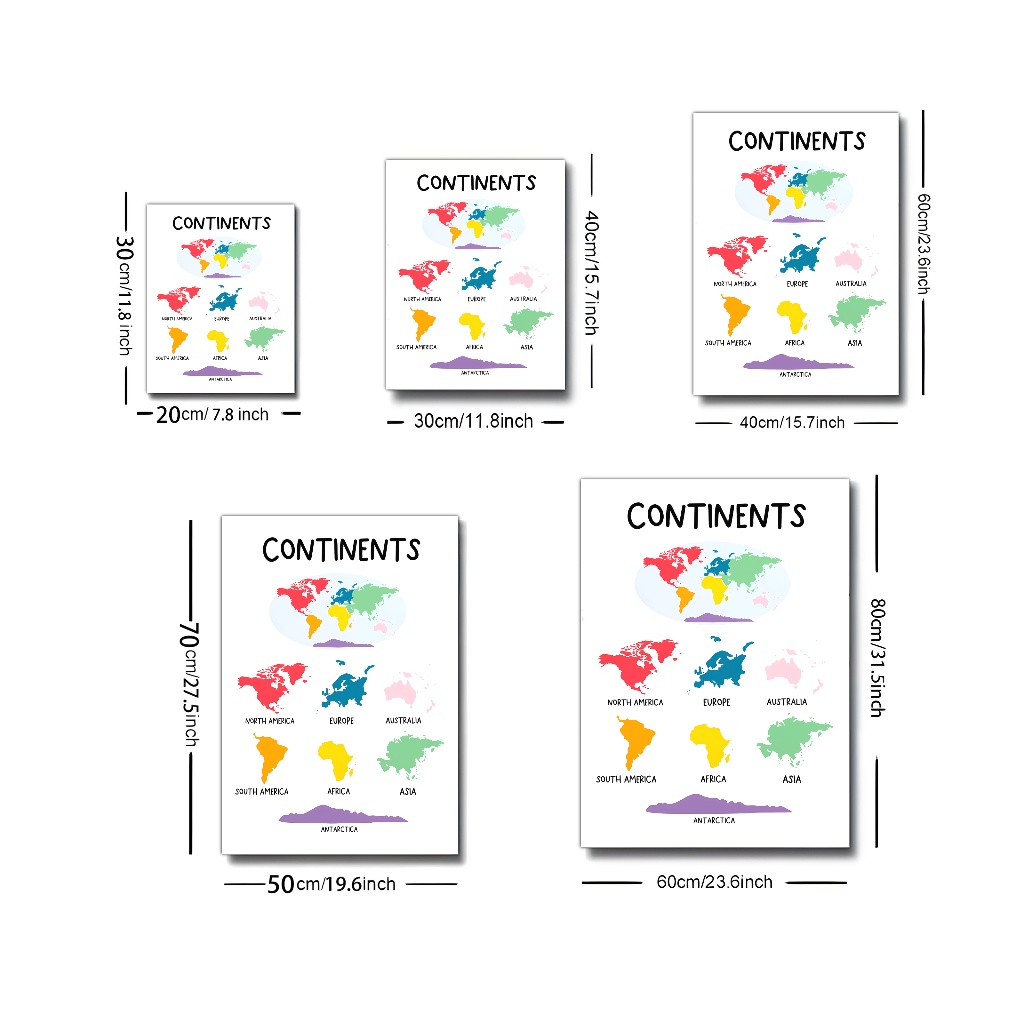 CONTINENTS
NORTH AMERICA
EUROPE
AUSTRALIA
SOUTH AMERICA
AFRICA
ASIA
ANTARCTICA
30cm/11.8 inch
20cm/ 7.8 inch
CONTINENTS
NORTH AMERICA
EUROPE
AUSTRALIA
SOUTH AMERICA
AFRICA
ASIA
ANTARCTICA
40cm/15.7inch
30cm/11.8inch
CONTINENTS
NORTH AMERICA
EUROPE
AUSTRALIA
SOUTH AMERICA
AFRICA
ASIA
ANTARCTICA
60cm/23.6inch
40cm/15.7inch
CONTINENTS
NORTH AMERICA
EUROPE
AUSTRALIA
SOUTH AMERICA
AFRICA
ASIA
ANTARCTICA
70cm/27.5inch
50cm/19.6inch
CONTINENTS
NORTH AMERICA
EUROPE
AUSTRALIA
SOUTH AMERICA
AFRICA
ASIA
ANTARCTICA
80cm/31.5inch
60cm/23.6inch